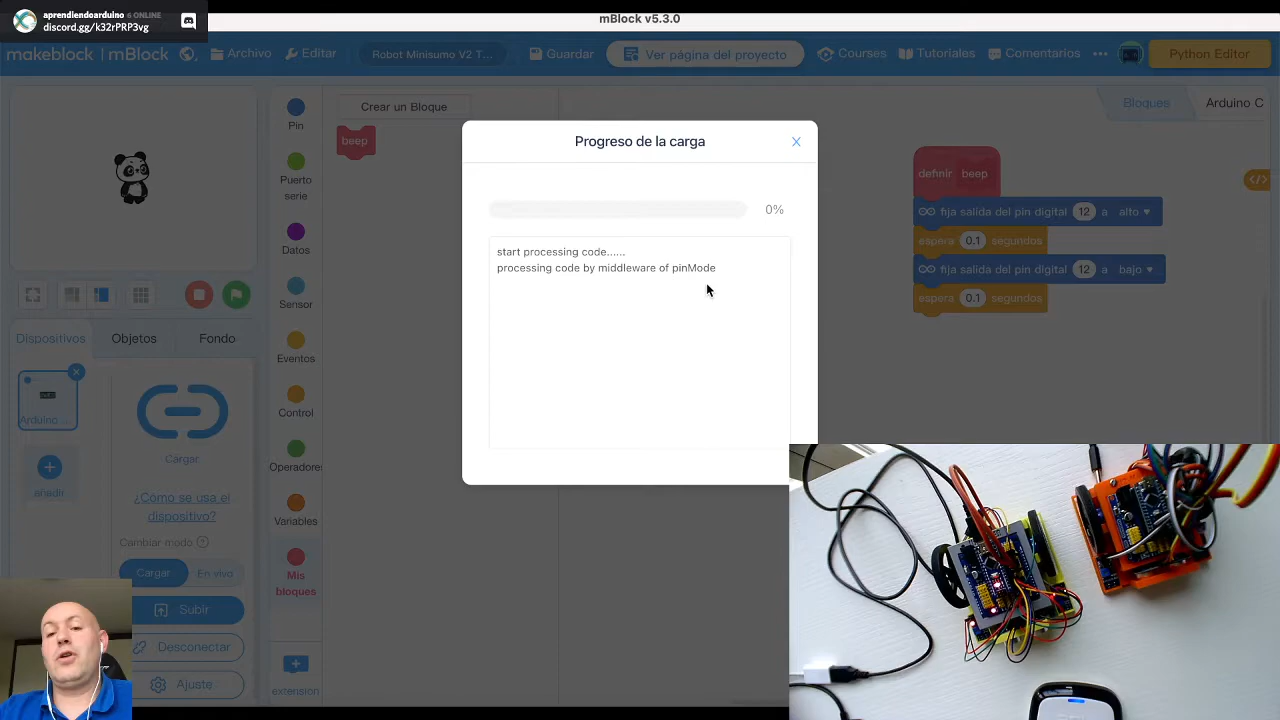 aprendiendoarduino 6 ONLINE
discord.gg/k32rPRP3vg
mBlock v5.3.0
makeblock | mBlock
Archivo
Editar
Robot Minisumo V2 T...
Guardar
Ver página del proyecto
Courses
Tutoriales
Comentarios
Python Editor
Pin
Puerto
serie
Datos
Sensor
Eventos
Control
Operadores
Variables
Mis
bloques
extension
Crear un Bloque
beep
Progreso de la carga
0%
start processing code......
processing code by middleware of pinMode
Bloques
Arduino C
definir beep
fija salida del pin digital 12 a alto
espera 0.1 segundos
fija salida del pin digital 12 a bajo
espera 0.1 segundos
Dispositivos
Objetos
Fondo
Arduino
añadir
Cargar
¿Cómo se usa el
dispositivo?
Cambiar modo
Cargar
En vivo
Subir
Desconectar
Ajuste